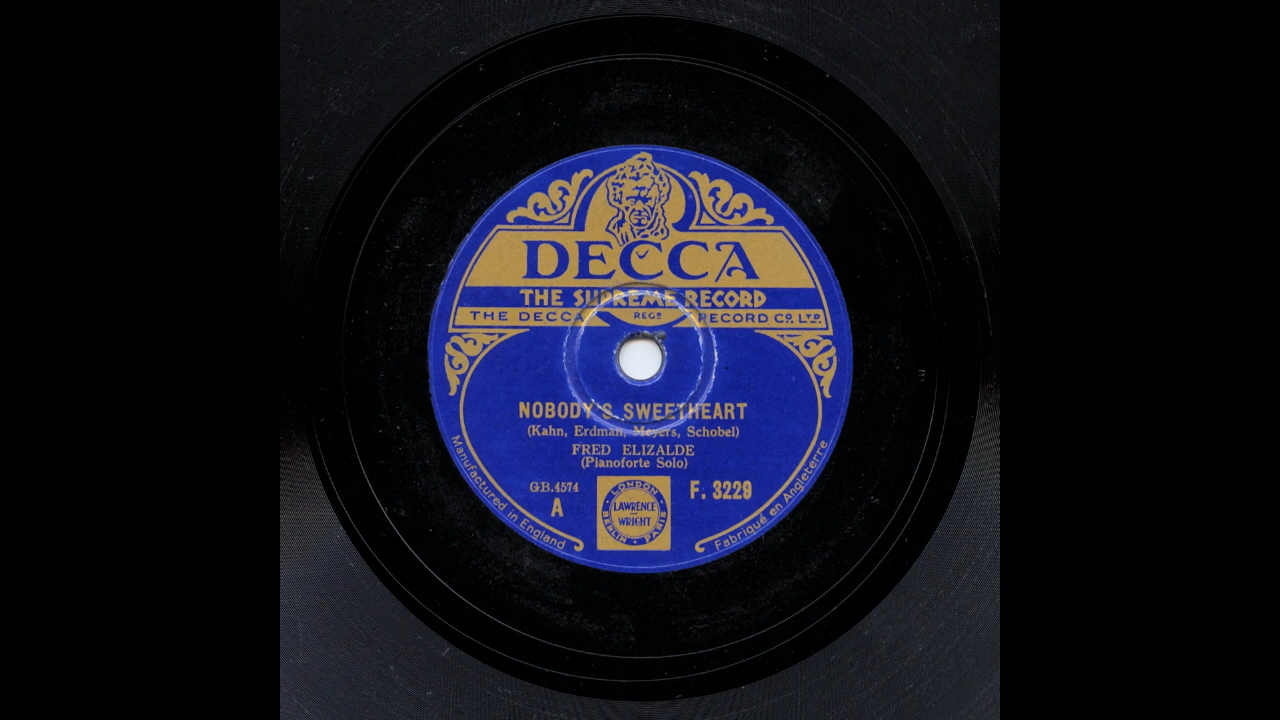 DECCA
THE SUPREME RECORD
THE DECCA REGD RECORD CO, LTD.
NOBODY'S SWEETHEART
(Kahn, Erdman, Meyers, Schobel)
FRED ELIZALDE
(Pianoforte Solo)
GB.4574
A
F. 3229
LONDON
LAWRENCE
WRIGHT
BERLIN • PARIS
Manufactured in England
Fabriqué en Angleterre